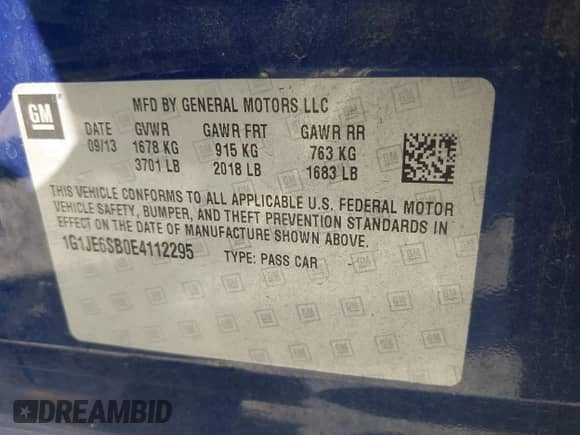 GM
MFD BY GENERAL MOTORS LLC
DATE GVWR GAWR FRT GAWR RR
09/13 1678 KG 915 KG 763 KG
3701 LB 2018 LB 1683 LB
THIS VEHICLE CONFORMS TO ALL APPLICABLE U.S. FEDERAL MOTOR
VEHICLE SAFETY, BUMPER, AND THEFT PREVENTION STANDARDS IN
EFFECT ON THE DATE OF MANUFACTURE SHOWN ABOVE.
1G1JE6SB0E4112295 TYPE: PASS CAR
DREAMBID